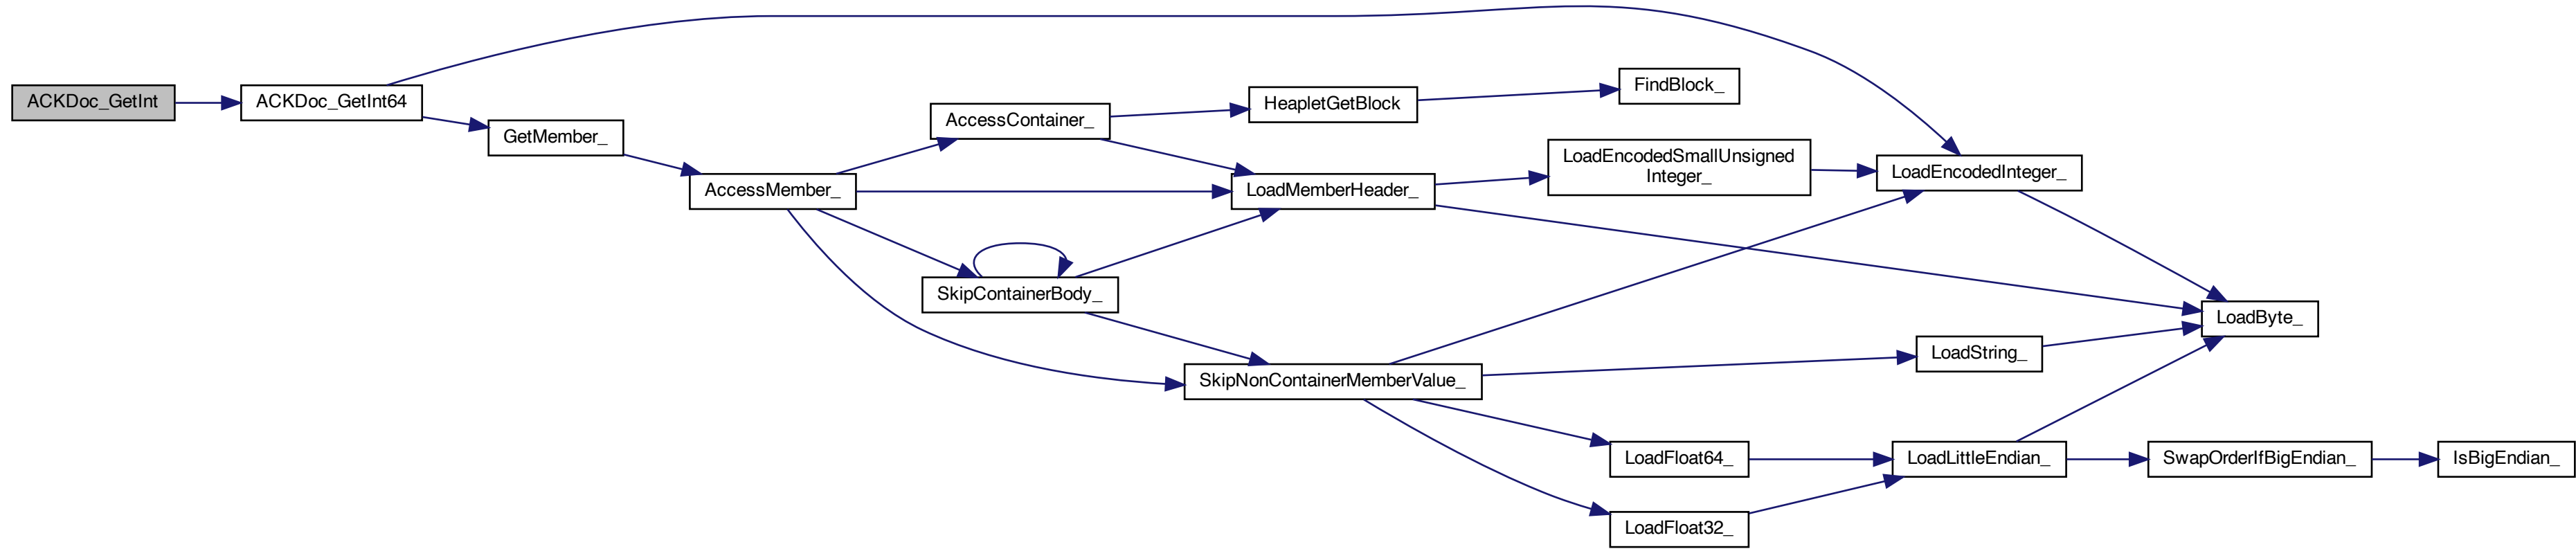 ACKDoc_GetInt
ACKDoc_GetInt64
GetMember_
AccessMember_
AccessContainer_
HeapletGetBlock
FindBlock_
LoadMemberHeader_
LoadEncodedSmallUnsigned
Integer_
LoadEncodedInteger_
SkipContainerBody_
LoadByte_
SkipNonContainerMemberValue_
LoadString_
LoadFloat64_
LoadLittleEndian_
SwapOrderIfBigEndian_
IsBigEndian_
LoadFloat32_